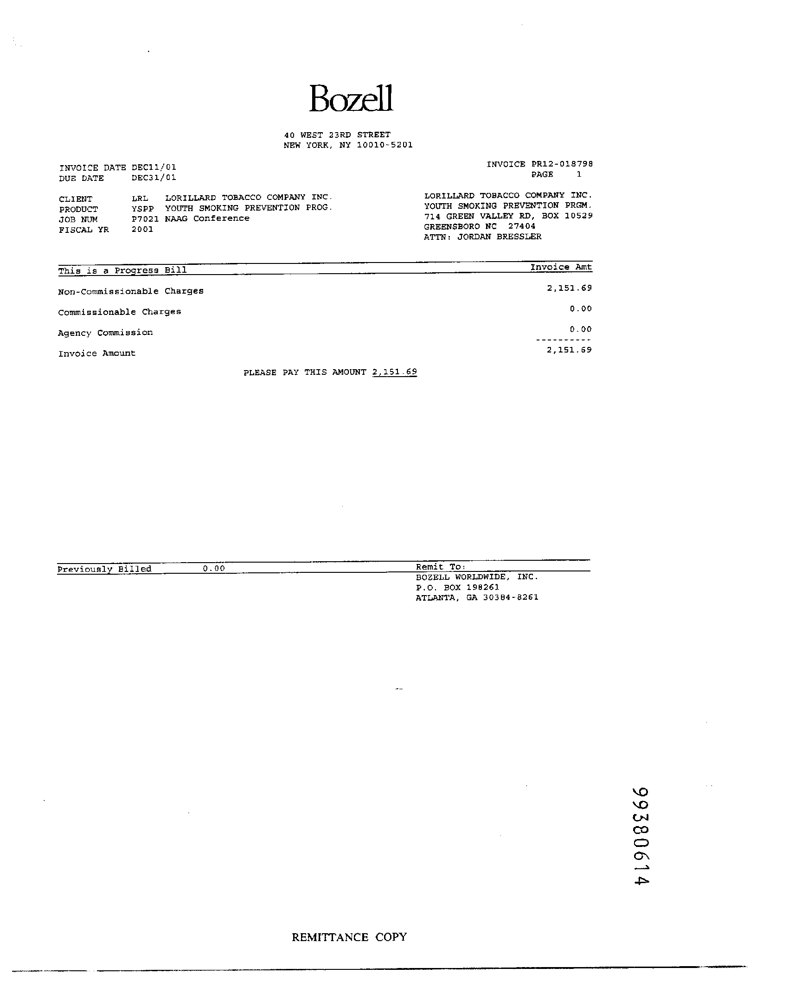 Bozell
40 WEST 23RD STREET
NEW YORK, NY 10010-5201
INVOICE DATE DEC11/01
DUE DATE DEC31/01
INVOICE PR12-018798
PAGE 1
CLIENT LRL LORILLARD TOBACCO COMPANY INC.
PRODUCT YSPP YOUTH SMOKING PREVENTION PROG.
JOB NUM P7021 NAAG Conference
FISCAL YR 2001
LORILLARD TOBACCO COMPANY INC.
YOUTH SMOKING PREVENTION PRGM.
714 GREEN VALLEY RD, BOX 10529
GREENSBORO NC 27404
ATTN: JORDAN BRESSLER
This is a Progress Bill Invoice Amt
Non-Commissionable Charges 2,151.69
Commissionable Charges 0.00
Agency Commission 0.00
----------
Invoice Amount 2,151.69
PLEASE PAY THIS AMOUNT 2,151.69
Previously Billed 0.00
Remit To:
BOZELL WORLDWIDE, INC.
P.O. BOX 198261
ATLANTA, GA 30384-8261
99380614
REMITTANCE COPY